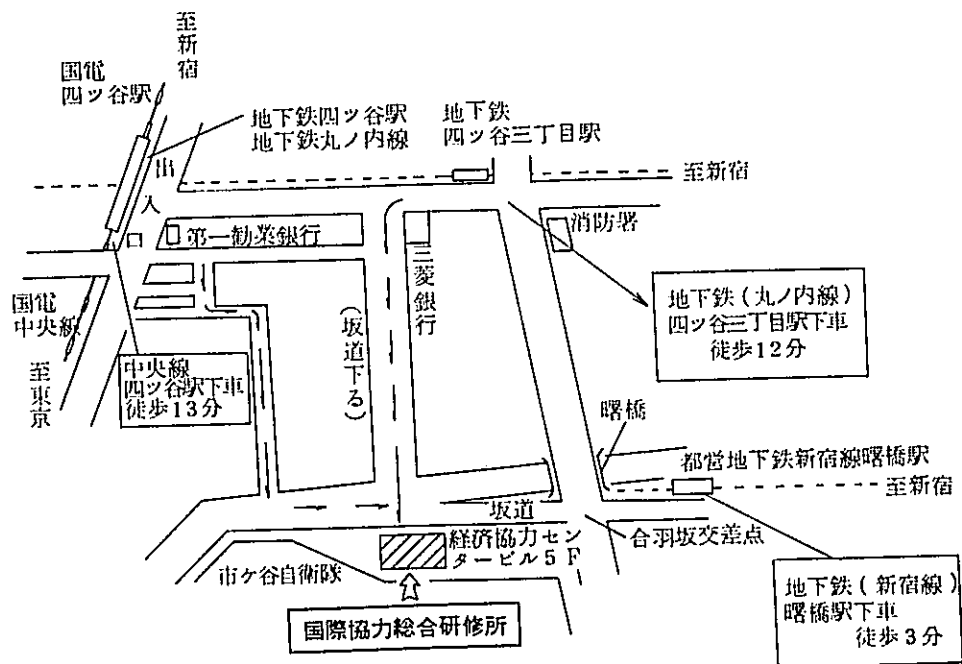 至新宿
国電
四ッ谷駅
地下鉄四ッ谷駅
地下鉄丸ノ内線
地下鉄
四ッ谷三丁目駅
至新宿
出入口
第一勧業銀行
三菱銀行
消防署
国電
中央線
至東京
中央線
四ッ谷駅下車
徒歩13分
(坂道下る)
地下鉄(丸ノ内線)
四ッ谷三丁目駅下車
徒歩12分
曙橋
都営地下鉄新宿線曙橋駅
至新宿
坂道
合羽坂交差点
経済協力セン
タービル5F
市ケ谷自衛隊
国際協力総合研修所
地下鉄(新宿線)
曙橋駅下車
徒歩3分